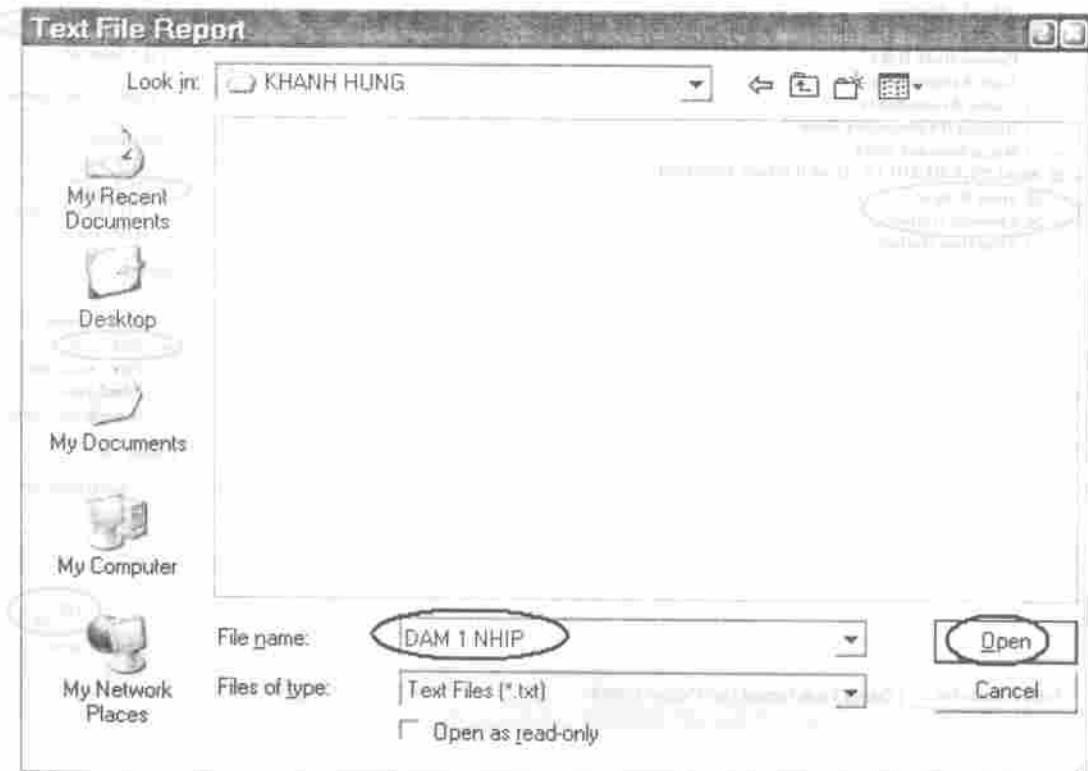 Text File Report
Look in: KHANH HUNG
My Recent
Documents
Desktop
My Documents
My Computer
My Network
Places
File name: DAM 1 NHIP
Open
Files of type: Text Files (*.txt)
Cancel
Open as read-only